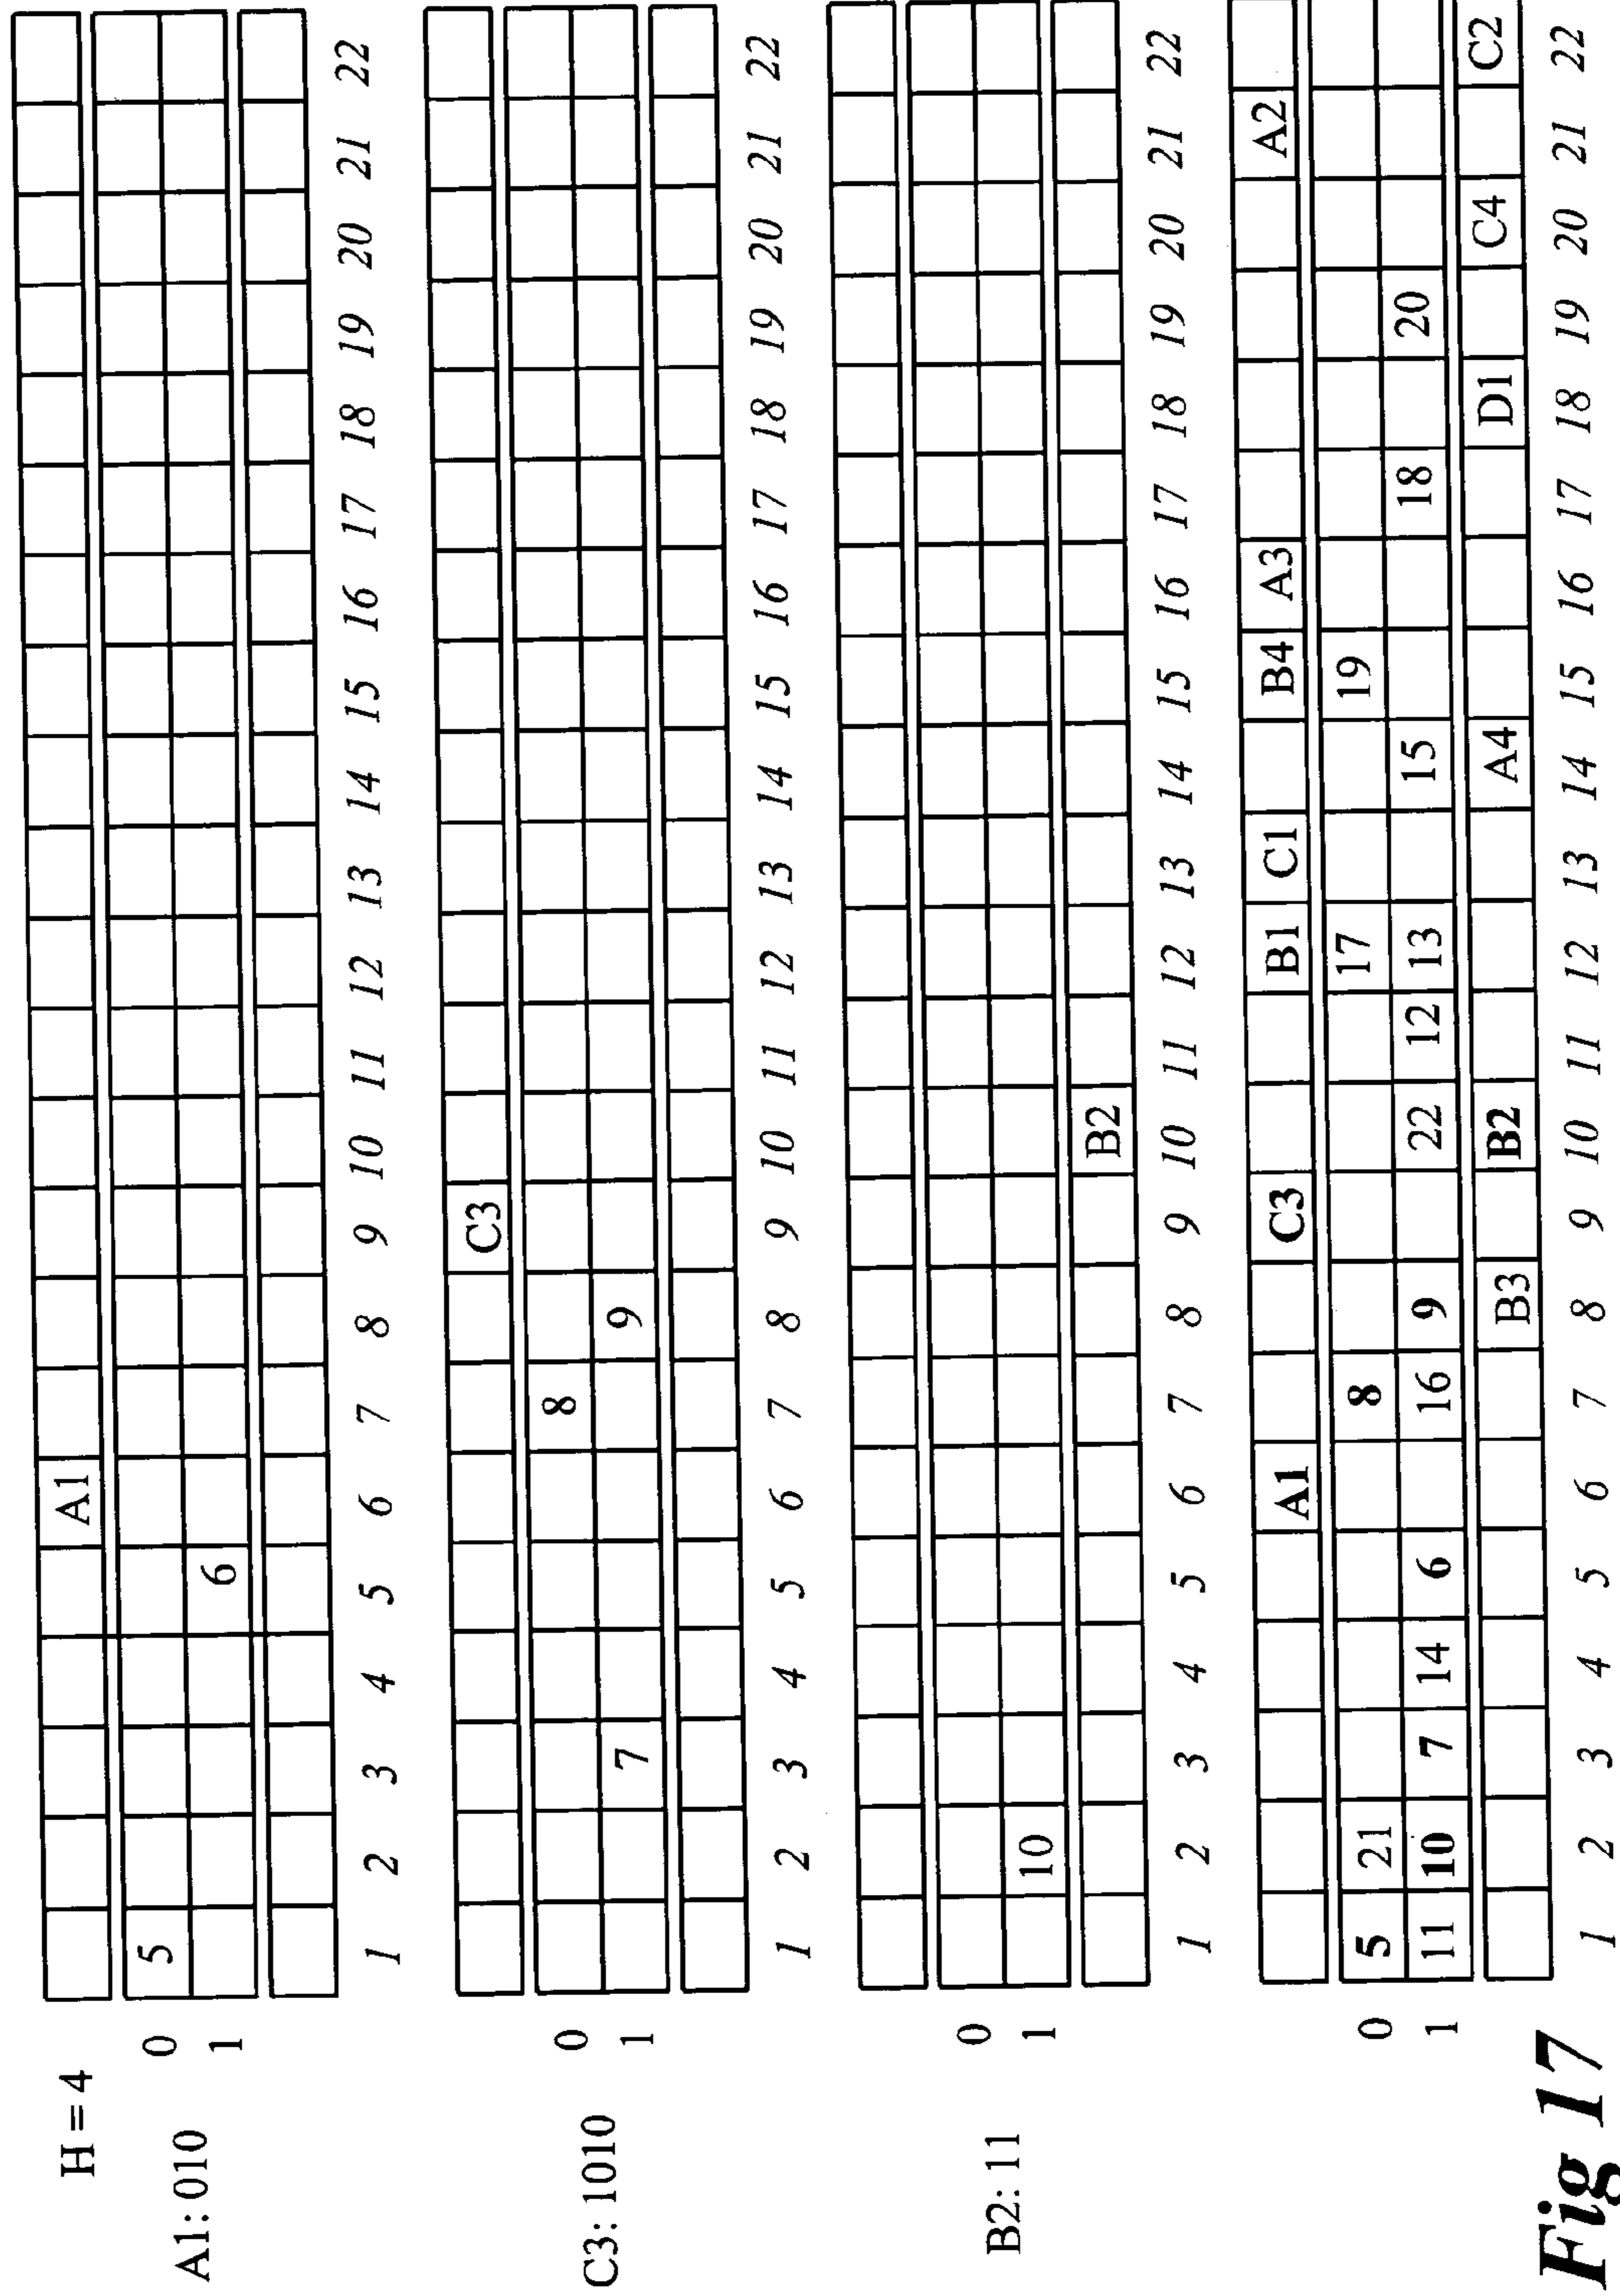 H = 4
A1: 010
A1
0 5
1 6
1 2 3 4 5 6 7 8 9 10 11 12 13 14 15 16 17 18 19 20 21 22
C3: 1010
C3
0 8
1 7 9
1 2 3 4 5 6 7 8 9 10 11 12 13 14 15 16 17 18 19 20 21 22
B2: 11
0
1 10
B2
1 2 3 4 5 6 7 8 9 10 11 12 13 14 15 16 17 18 19 20 21 22
A1 C3 B1 C1 B4 A3 A2
0 5 21 8 17 19
1 11 10 7 14 6 16 9 22 12 13 15 18 20
B3 B2 A4 D1 C4 C2
1 2 3 4 5 6 7 8 9 10 11 12 13 14 15 16 17 18 19 20 21 22
Fig 17